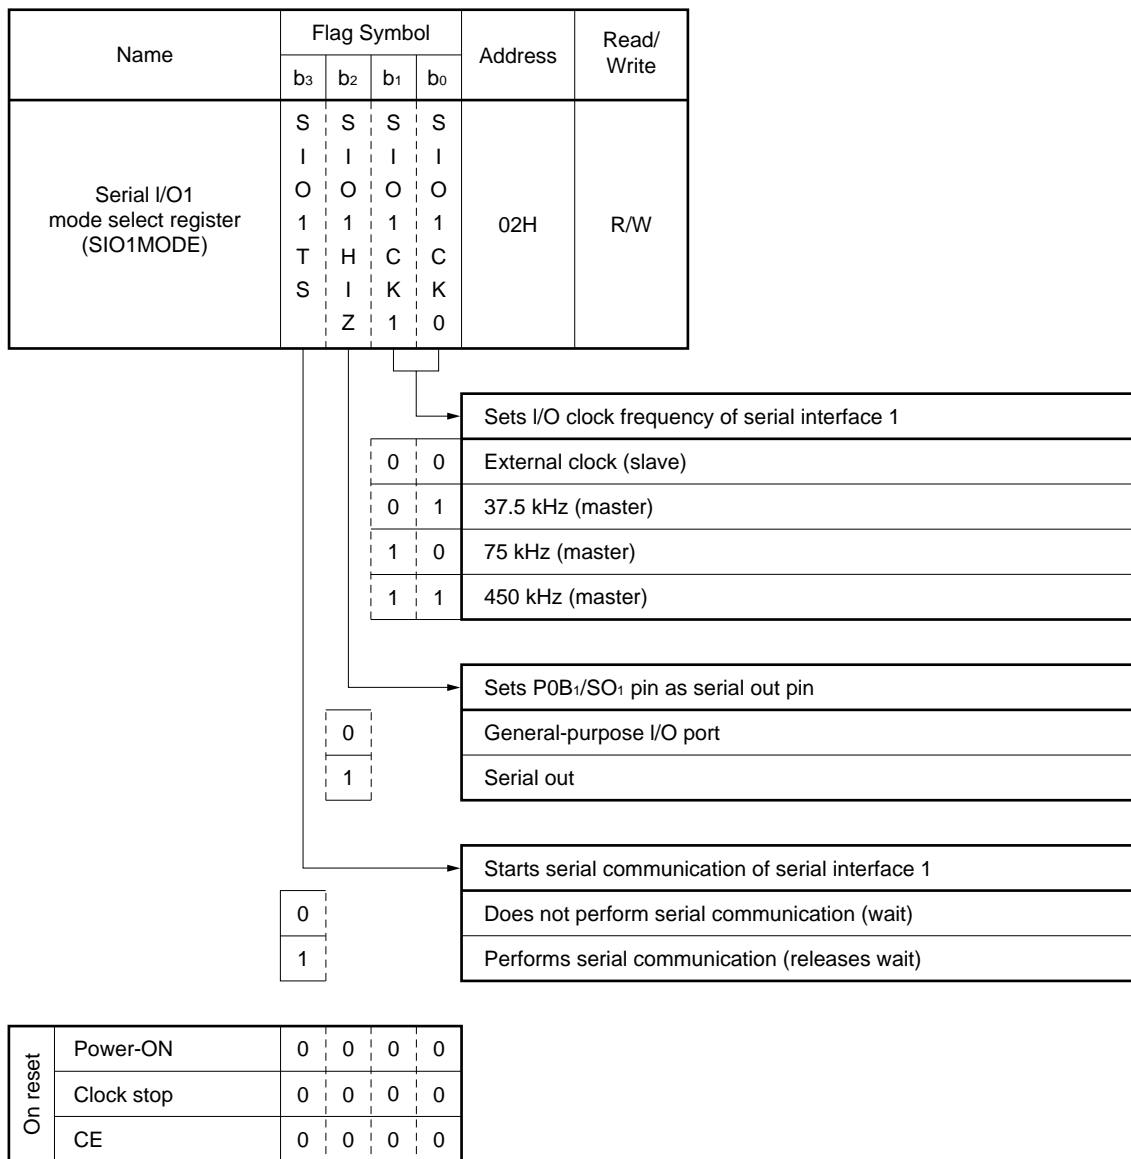 Name Flag Symbol Address Read/
Write
b3 b2 b1 b0
Serial I/O1
mode select register
(SIO1MODE)
S S S S
I I I I
O O O O
1 1 1 1
T H C C
S I K K
Z 1 0
02H R/W
Sets I/O clock frequency of serial interface 1
0 0 External clock (slave)
0 1 37.5 kHz (master)
1 0 75 kHz (master)
1 1 450 kHz (master)
Sets P0B1/SO1 pin as serial out pin
0 General-purpose I/O port
1 Serial out
Starts serial communication of serial interface 1
0 Does not perform serial communication (wait)
1 Performs serial communication (releases wait)
On reset
Power-ON 0 0 0 0
Clock stop 0 0 0 0
CE 0 0 0 0